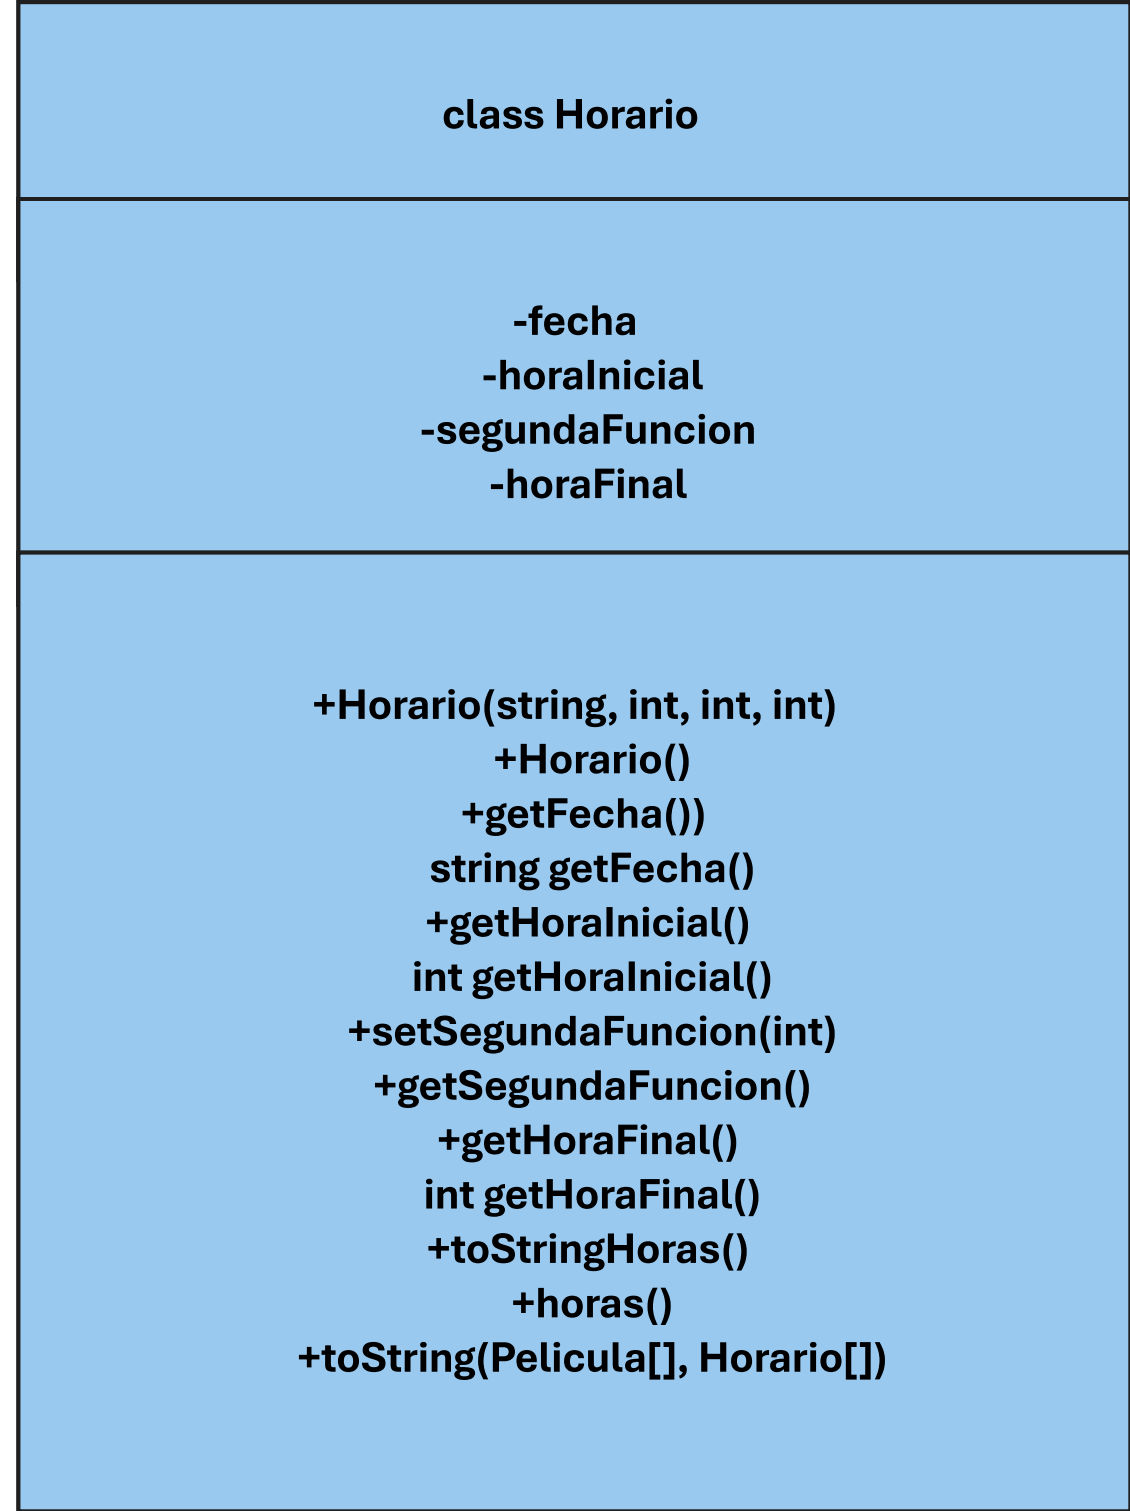 class Horario
-fecha
-horaInicial
-segundaFuncion
-horaFinal
+Horario(string, int, int, int)
+Horario()
+getFecha())
string getFecha()
+getHoraInicial()
int getHoraInicial()
+setSegundaFuncion(int)
+getSegundaFuncion()
+getHoraFinal()
int getHoraFinal()
+toStringHoras()
+horas()
+toString(Pelicula[], Horario[])